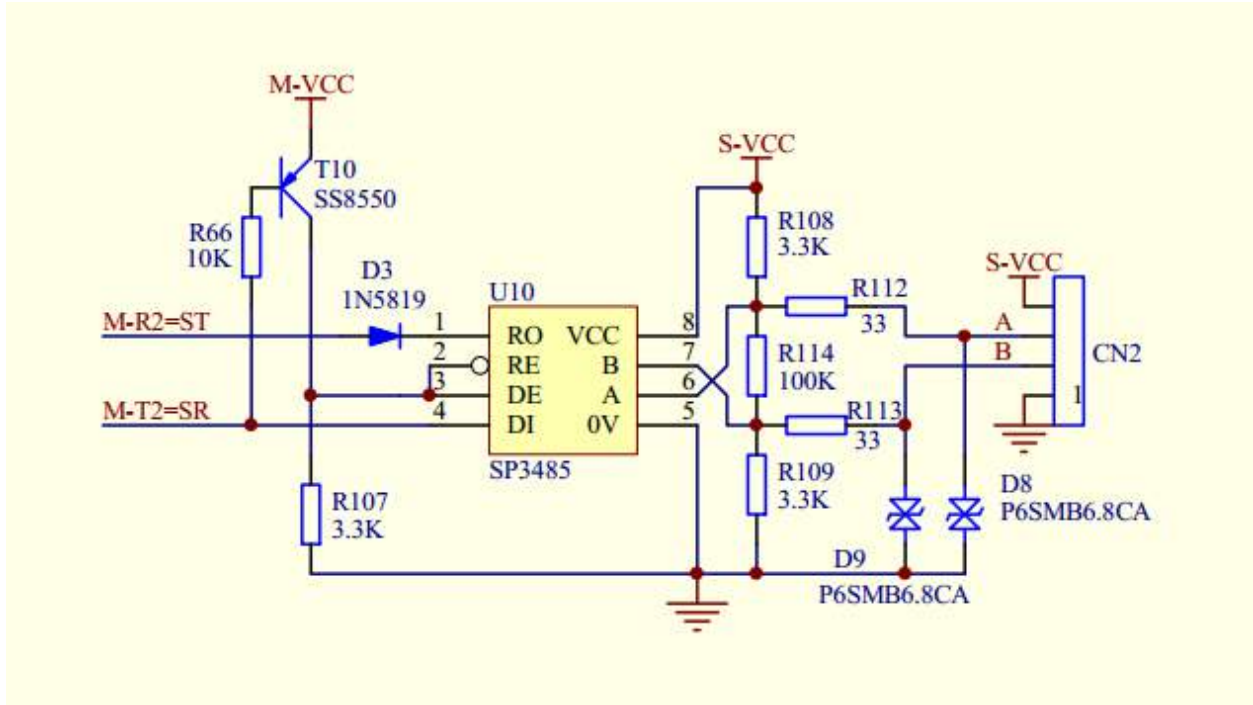 M-VCC
T10
SS8550
R66
10K
D3
1N5819
M-R2=ST
M-T2=SR
R107
3.3K
U10
1
2
3
4
RO VCC
RE B
DE A
DI 0V
8
7
6
5
SP3485
S-VCC
R108
3.3K
R112
33
R114
100K
R113
33
R109
3.3K
S-VCC
A
B
CN2
1
D8
P6SMB6.8CA
D9
P6SMB6.8CA